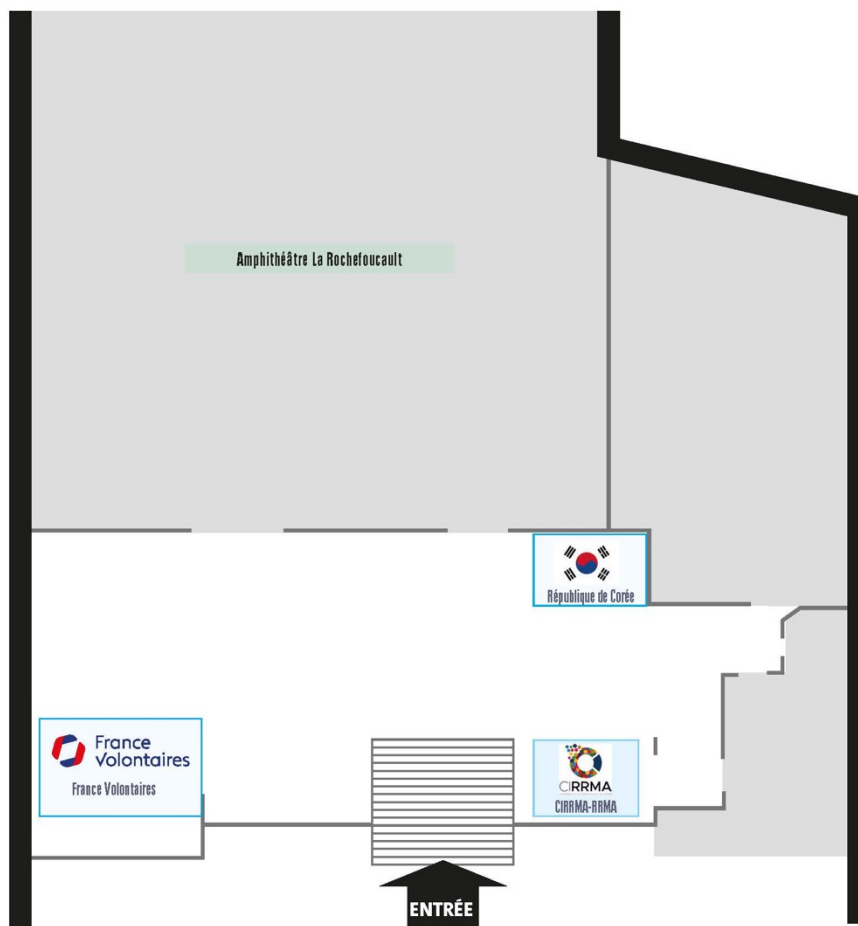 Amphithéâtre La Rochefoucault
République de Corée
France
Volontaires
France Volontaires
CIRRMA
CIRRMA-RRMA
ENTRÉE